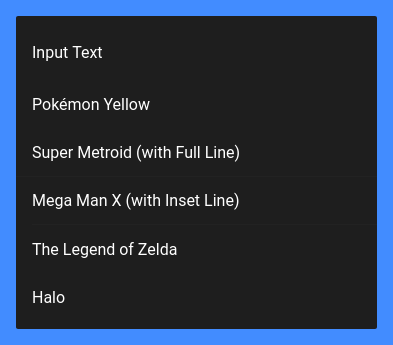 Input Text
Pokémon Yellow
Super Metroid (with Full Line)
Mega Man X (with Inset Line)
The Legend of Zelda
Halo